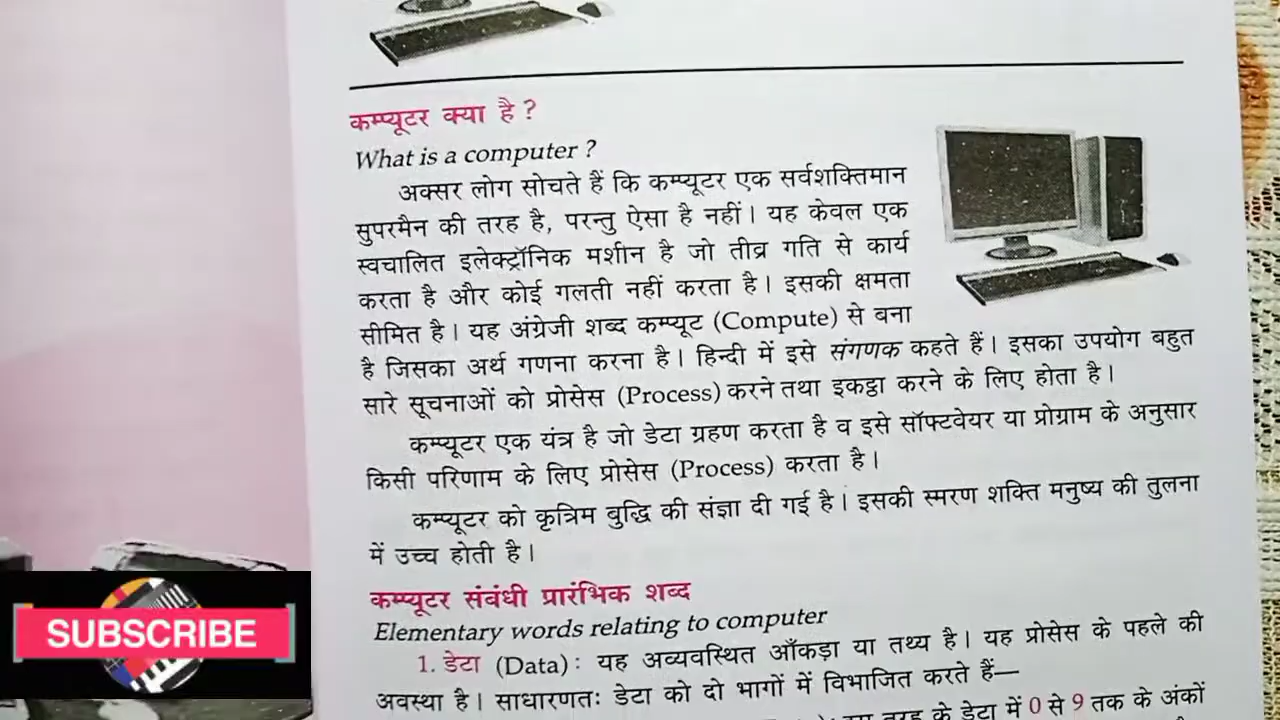 कम्प्यूटर क्या है ?
What is a computer ?
अक्सर लोग सोचते हैं कि कम्प्यूटर एक सर्वशक्तिमान
सुपरमैन की तरह है, परन्तु ऐसा है नहीं। यह केवल एक
स्वचालित इलेक्ट्रॉनिक मशीन है जो तीव्र गति से कार्य
करता है और कोई गलती नहीं करता है। इसकी क्षमता
सीमित है। यह अंग्रेजी शब्द कम्प्यूट (Compute) से बना
है जिसका अर्थ गणना करना है। हिन्दी में इसे संगणक कहते हैं। इसका उपयोग बहुत
सारे सूचनाओं को प्रोसेस (Process) करने तथा इकट्ठा करने के लिए होता है।
कम्प्यूटर एक यंत्र है जो डेटा ग्रहण करता है व इसे सॉफ्टवेयर या प्रोग्राम के अनुसार
किसी परिणाम के लिए प्रोसेस (Process) करता है।
कम्प्यूटर को कृत्रिम बुद्धि की संज्ञा दी गई है। इसकी स्मरण शक्ति मनुष्य की तुलना
में उच्च होती है।
कम्प्यूटर संबंधी प्रारंभिक शब्द
Elementary words relating to computer
1. डेटा (Data) : यह अव्यवस्थित आँकड़ा या तथ्य है। यह प्रोसेस के पहले की
अवस्था है। साधारणतः डेटा को दो भागों में विभाजित करते हैं—
तरह के डेटा में 0 से 9 तक के अंकों
SUBSCRIBE